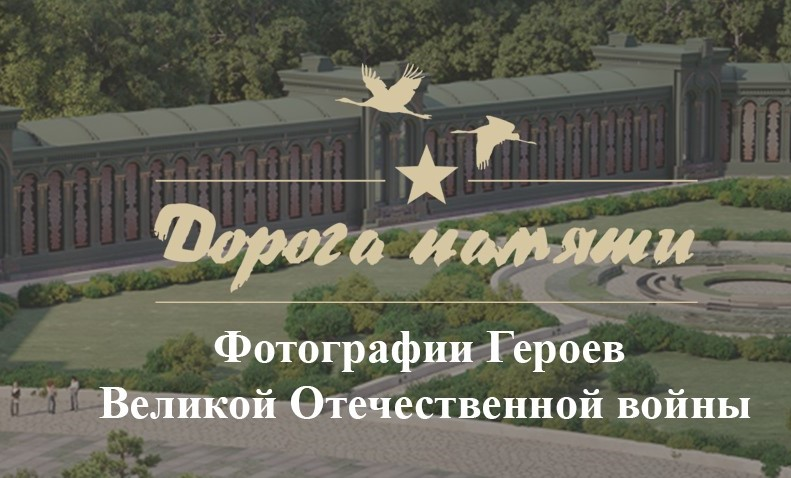 Дорога памяти
Фотографии Героев
Великой Отечественной войны